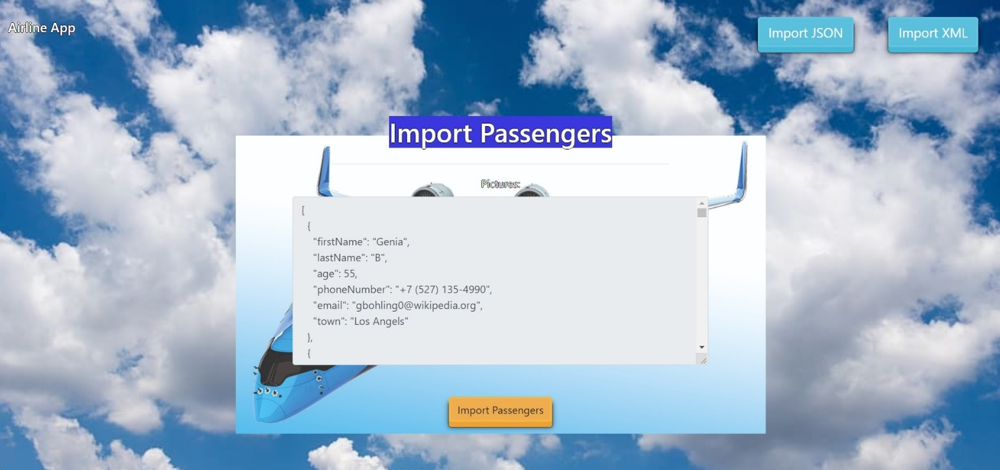 Airline App
Import JSON
Import XML
Import Passengers
Pictures:
[
{
"firstName": "Genia",
"lastName": "B",
"age": 55,
"phoneNumber": "+7 (527) 135-4990",
"email": "gbohling0@wikipedia.org",
"town": "Los Angels"
},
{
Import Passengers